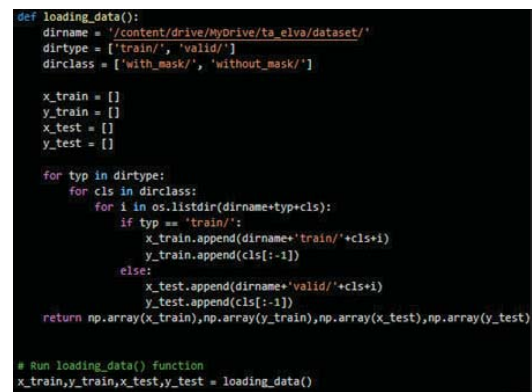 def loading_data():
    dirname = '/content/drive/MyDrive/ta_elva/dataset/'
    dirtype = ['train/', 'valid/']
    dirclass = ['with_mask/', 'without_mask/']

    x_train = []
    y_train = []
    x_test = []
    y_test = []

    for typ in dirtype:
        for cls in dirclass:
            for i in os.listdir(dirname+typ+cls):
                if typ == 'train/':
                    x_train.append(dirname+'train/'+cls+i)
                    y_train.append(cls[:-1])
                else:
                    x_test.append(dirname+'valid/'+cls+i)
                    y_test.append(cls[:-1])
    return np.array(x_train),np.array(y_train),np.array(x_test),np.array(y_test)

# Run loading_data() function
x_train,y_train,x_test,y_test = loading_data()